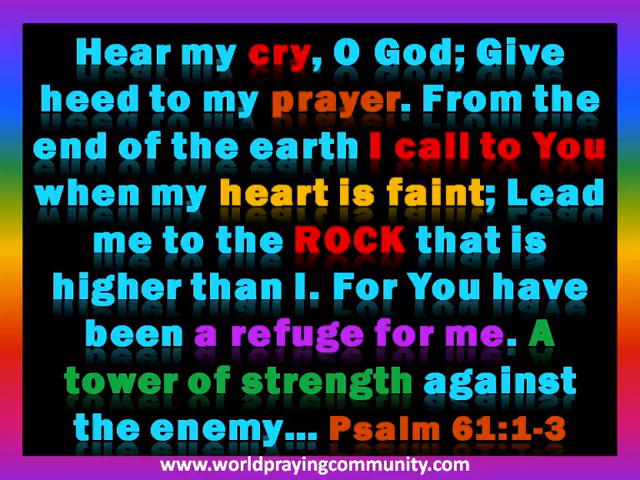 Hear my cry, O God; Give
heed to my prayer. From the
end of the earth I call to You
when my heart is faint; Lead
me to the ROCK that is
higher than I. For You have
been a refuge for me. A
tower of strength against
the enemy... Psalm 61:1-3
www.worldprayingcommunity.com